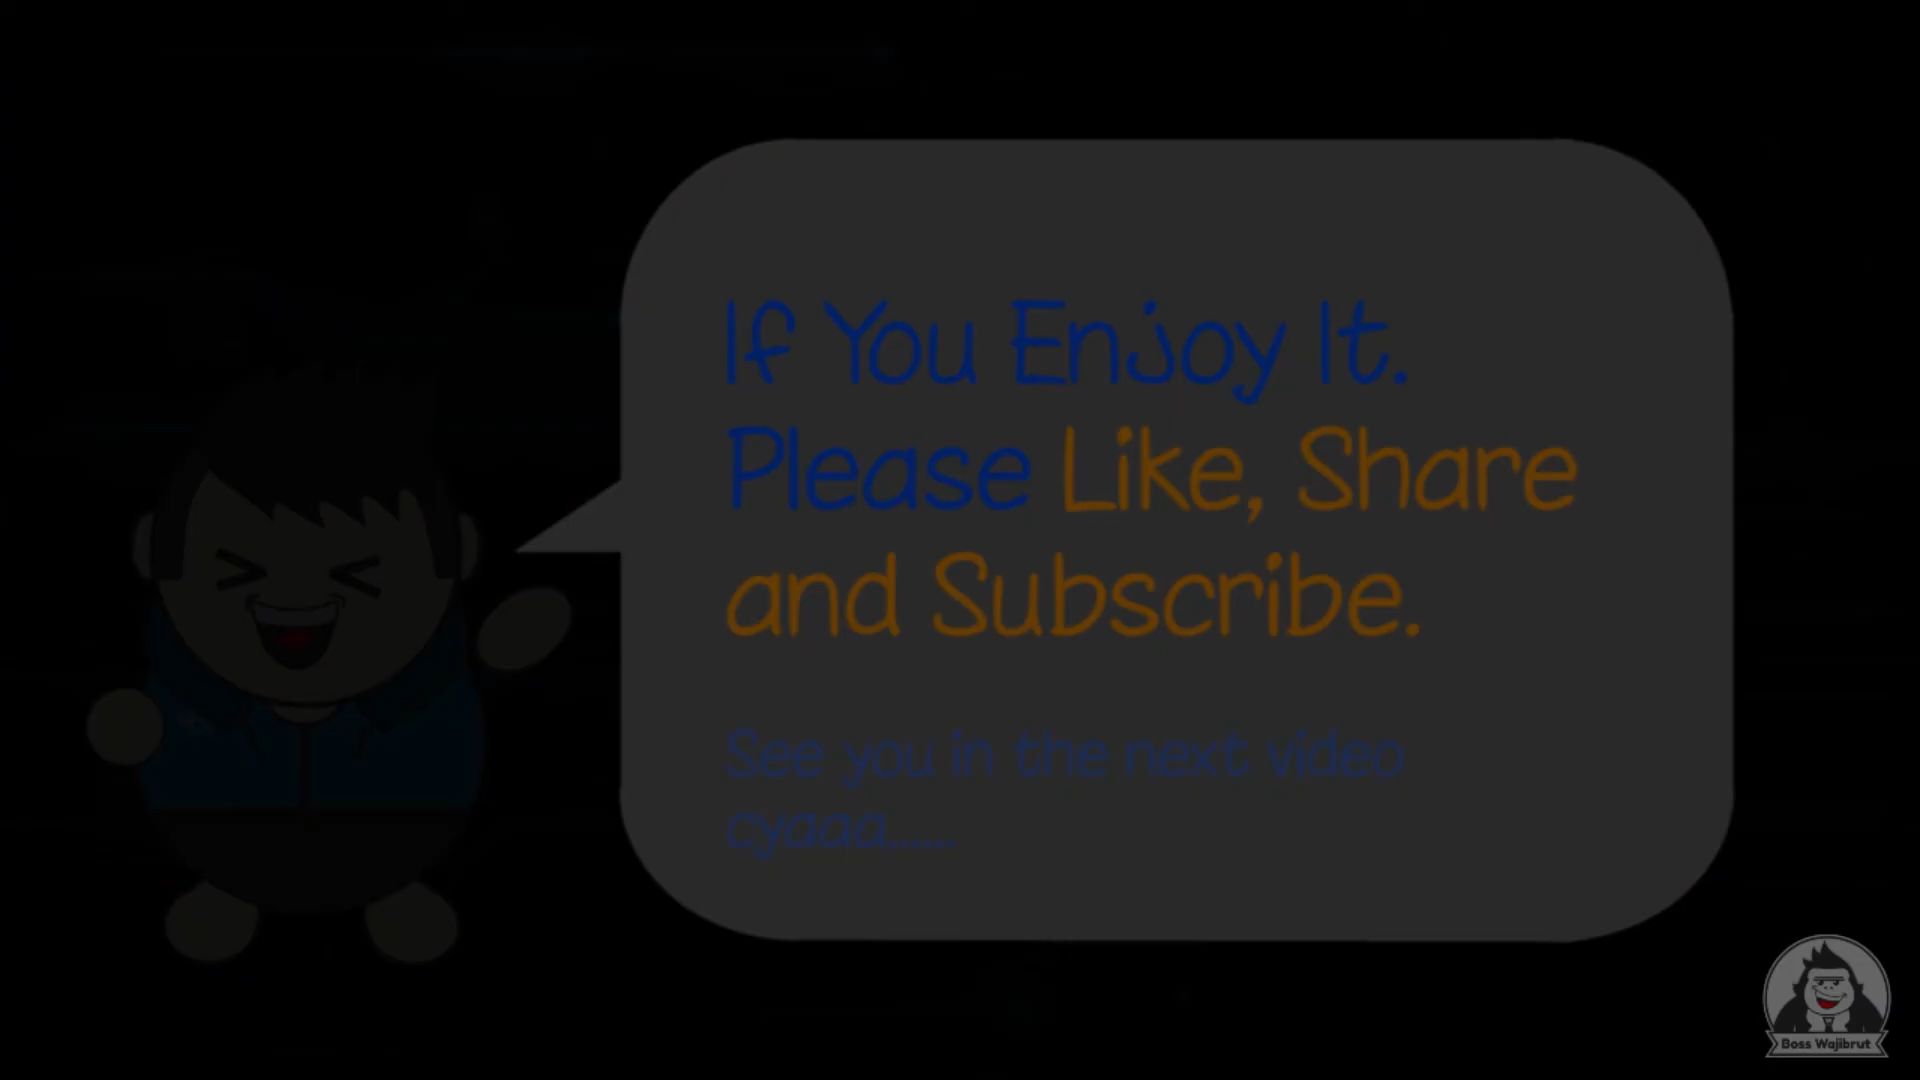 If You Enjoy It.
Please Like, Share
and Subscribe.
See you in the next video
cyaaa......
Boss Wajibrut